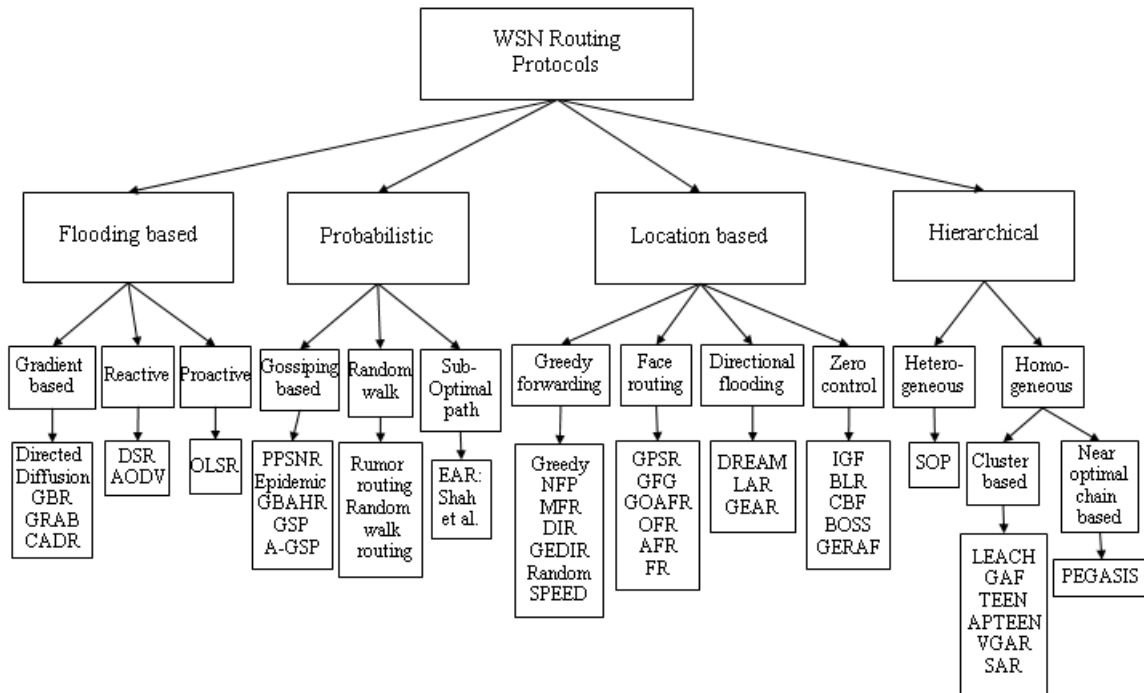 WSN Routing
Protocols
Flooding based
Probabilistic
Location based
Hierarchical
Gradient
based
Reactive
Proactive
Gossiping
based
Random
walk
Sub-
Optimal
path
Greedy
forwarding
Face
routing
Directional
flooding
Zero
control
Heterо-
geneous
Homo-
geneous
Directed
Diffusion
GBR
GRAB
CADR
DSR
AODV
OLSR
PPSNR
Epidemic
GBAHR
GSP
A-GSP
Rumor
routing
Random
walk
routing
EAR:
Shah
et al.
Greedy
NFP
MFR
DIR
GEDIR
Random
SPEED
GPSR
GFG
GOAFR
OFR
AFR
FR
DREAM
LAR
GEAR
IGF
BLR
CBF
BOSS
GERAF
SOP
Cluster
based
Near
optimal
chain
based
LEACH
GAF
TEEN
APTEEN
VGAR
SAR
PEGASIS